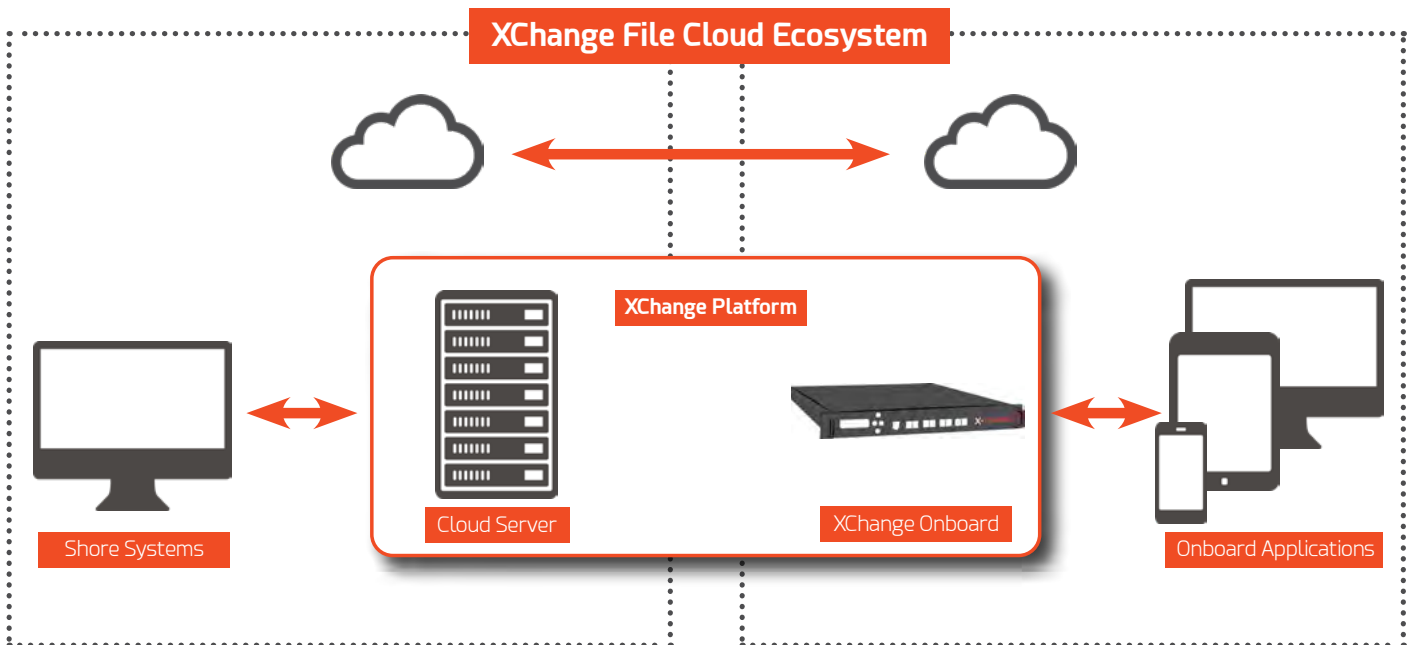 XChange File Cloud Ecosystem
XChange Platform
Cloud Server
XChange Onboard
Shore Systems
Onboard Applications